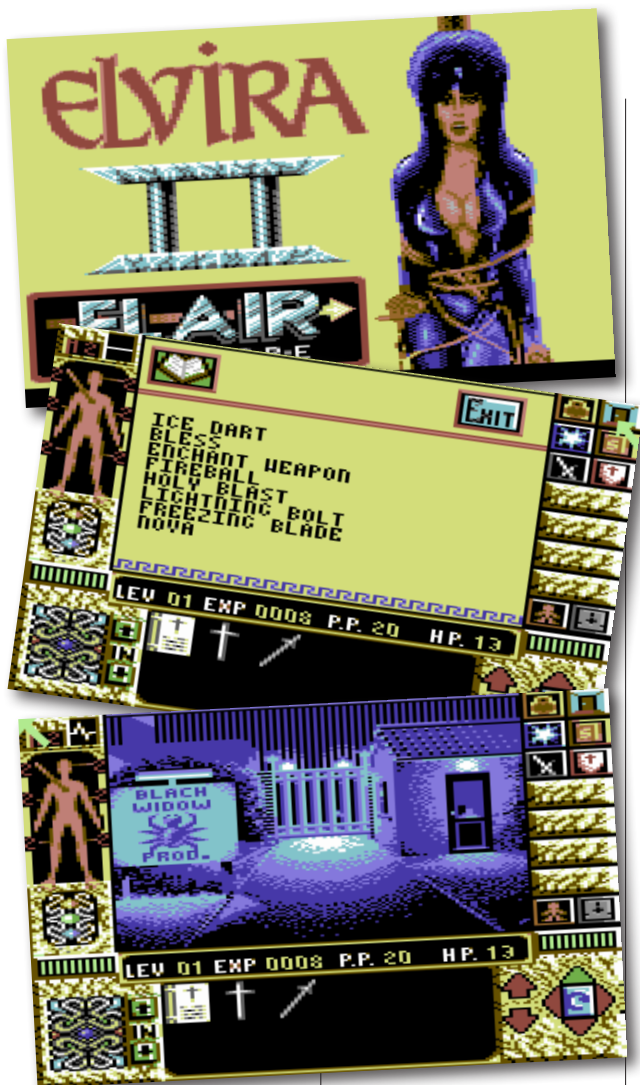 ELVIRA
II
FLAIR
EXIT
ICE DART
BLESS
ENCHANT WEAPON
FIREBALL
HOLY BLAST
LIGHTNING BOLT
FREEZING BLADE
NOVA
LEV 01 EXP 0008 P.P. 20 HP. 13
IN
BLACH
WIDOW
PROD.
LEV 01 EXP 0008 P.P. 20 HP. 13
IN